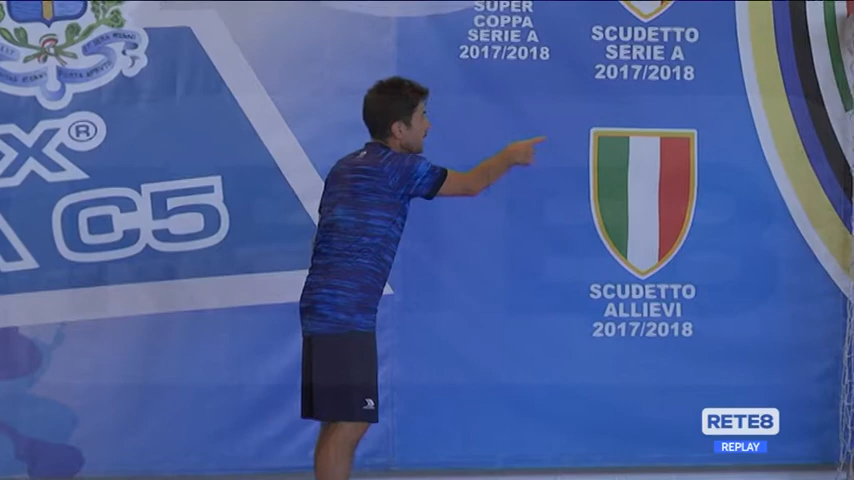 SUPER
COPPA
SERIE A
2017/2018
SCUDETTO
SERIE A
2017/2018
X®
C5
SCUDETTO
ALLIEVI
2017/2018
RETE8
REPLAY